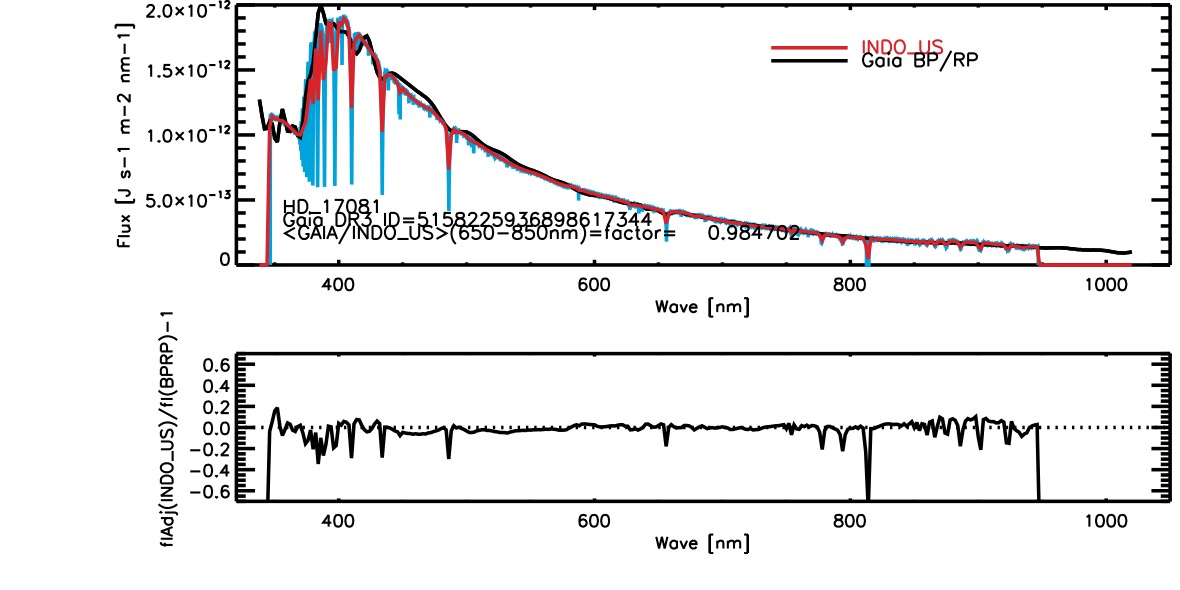 2.0×10−12
1.5×10−12
1.0×10−12
5.0×10−13
0
Flux [J s−1 m−2 nm−1]
INDO_US
Gaia BP/RP
HD_17081
Gaia DR3 ID=5158225936898617344
<GAIA/INDO_US>(650−850nm)=factor= 0.984702
400 600 800 1000
Wave [nm]
0.6
0.4
0.2
0.0
−0.2
−0.4
−0.6
flAdj(INDO_US)/fl(BPRP)−1
400 600 800 1000
Wave [nm]